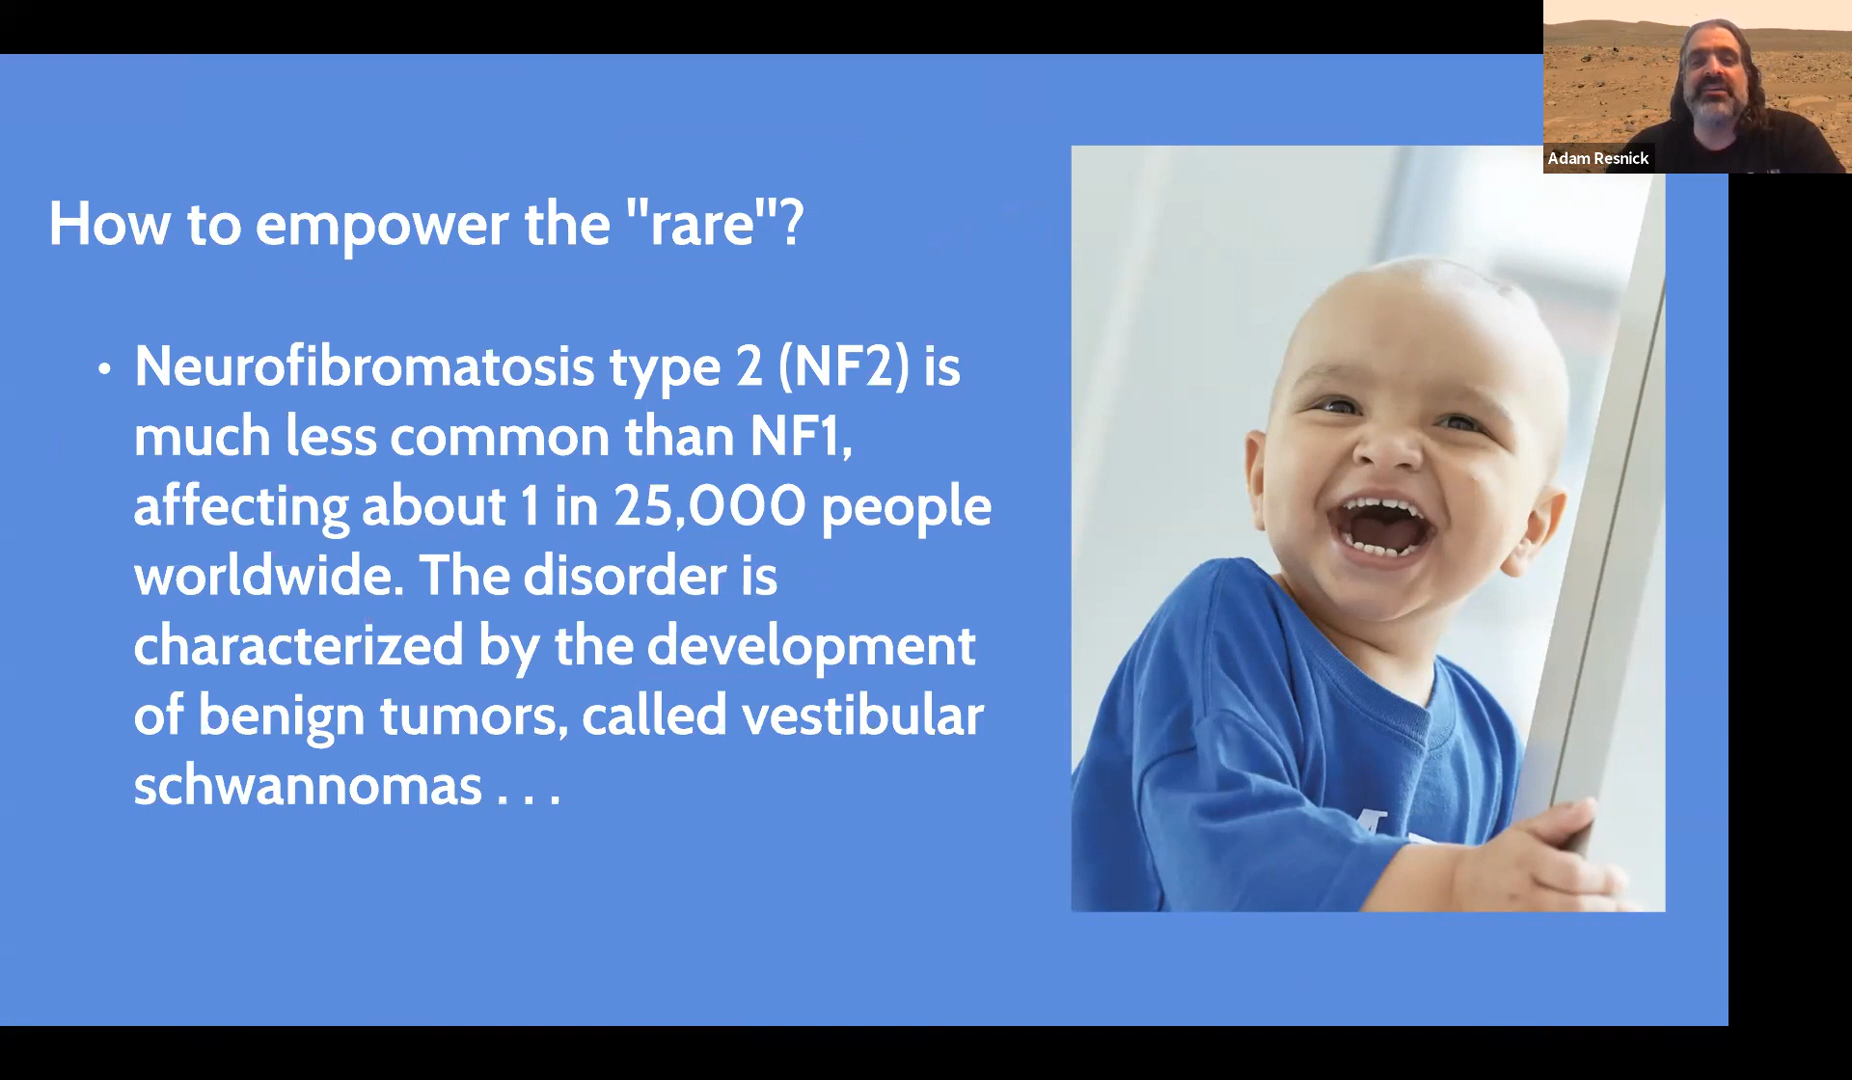 Adam Resnick
How to empower the "rare"?
• Neurofibromatosis type 2 (NF2) is
much less common than NF1,
affecting about 1 in 25,000 people
worldwide. The disorder is
characterized by the development
of benign tumors, called vestibular
schwannomas . . .